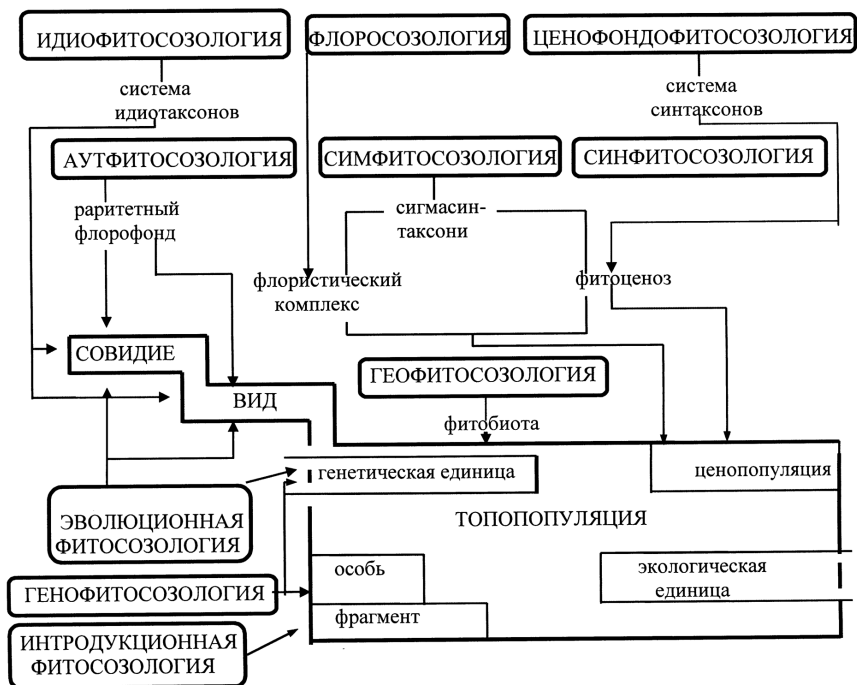 ИДИОФИТОСОЗОЛОГИЯ
ФЛОРОСОЗОЛОГИЯ
ЦЕНОФОНДОФИТОСОЗОЛОГИЯ
система
идиотаксонов
система
синтаксонов
АУТФИТОСОЗОЛОГИЯ
СИМФИТОСОЗОЛОГИЯ
СИНФИТОСОЗОЛОГИЯ
раритетный
флорофонд
сигмасин-
таксони
флористический
комплекс
фитоценоз
СОВИДИЕ
ГЕОФИТОСОЗОЛОГИЯ
ВИД
фитобиота
генетическая единица
ценопопуляция
ЭВОЛЮЦИОННАЯ
ФИТОСОЗОЛОГИЯ
ТОПОПОПУЛЯЦИЯ
особь
экологическая
единица
ГЕНОФИТОСОЗОЛОГИЯ
фрагмент
ИНТРОДУКЦИОННАЯ
ФИТОСОЗОЛОГИЯ